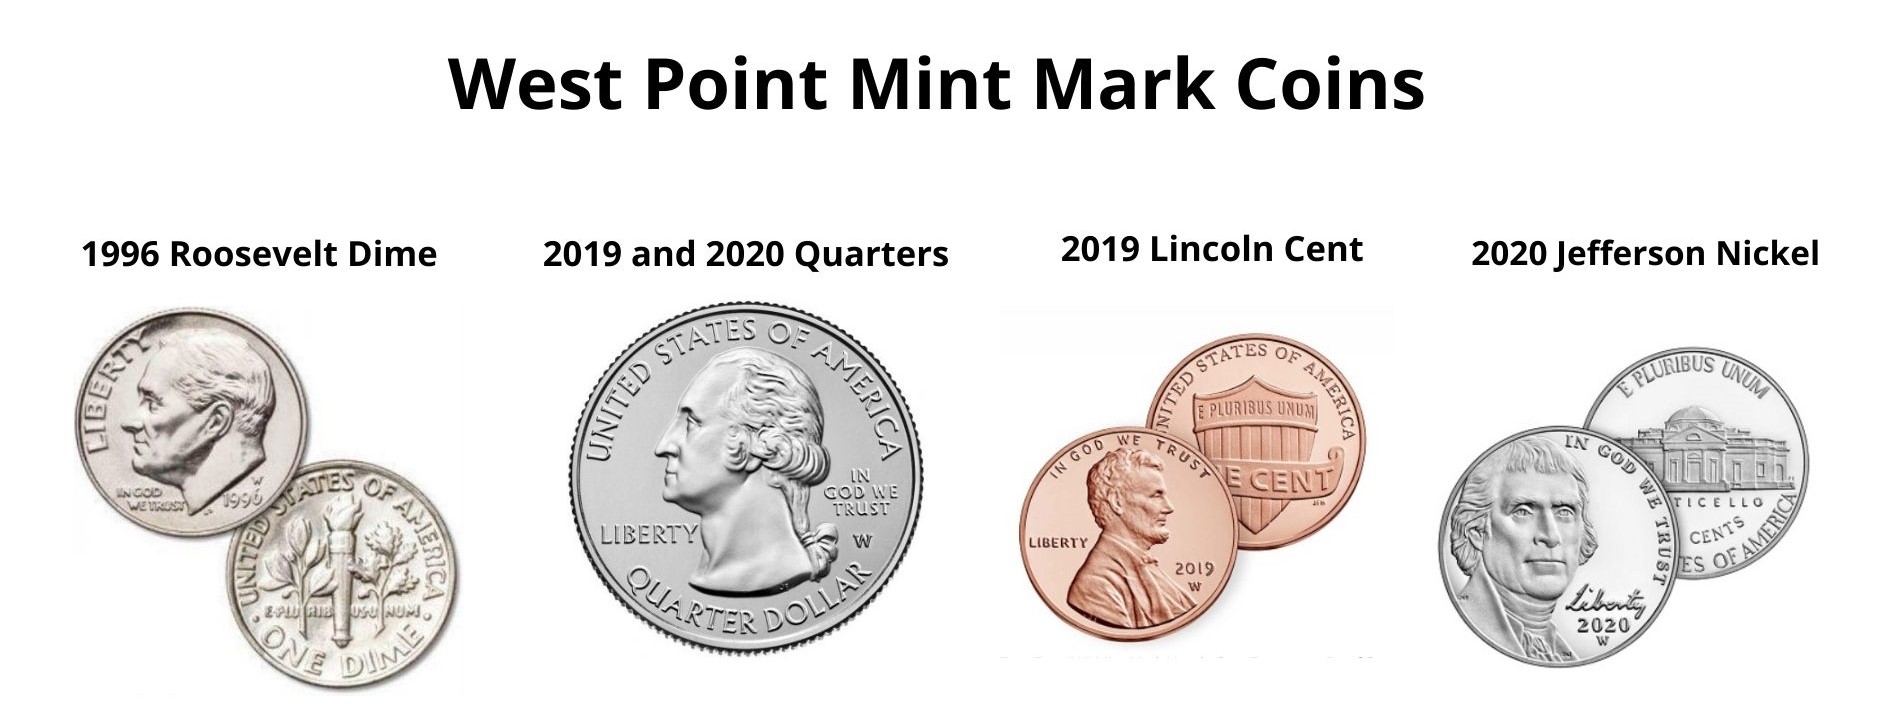 West Point Mint Mark Coins
1996 Roosevelt Dime
2019 and 2020 Quarters
2019 Lincoln Cent
2020 Jefferson Nickel
LIBERTY
IN GOD
WE TRUST
W
1996
UNITED STATES OF AMERICA
E PLURIBUS UNUM
ONE DIME
UNITED STATES OF AMERICA
IN
GOD WE
TRUST
LIBERTY
W
QUARTER DOLLAR
UNITED STATES OF AMERICA
E PLURIBUS UNUM
E CENT
IN GOD WE TRUST
LIBERTY
2019
W
E PLURIBUS UNUM
TICELLO
CENTS
ES OF AMERICA
IN GOD WE TRUST
Liberty
2020
W